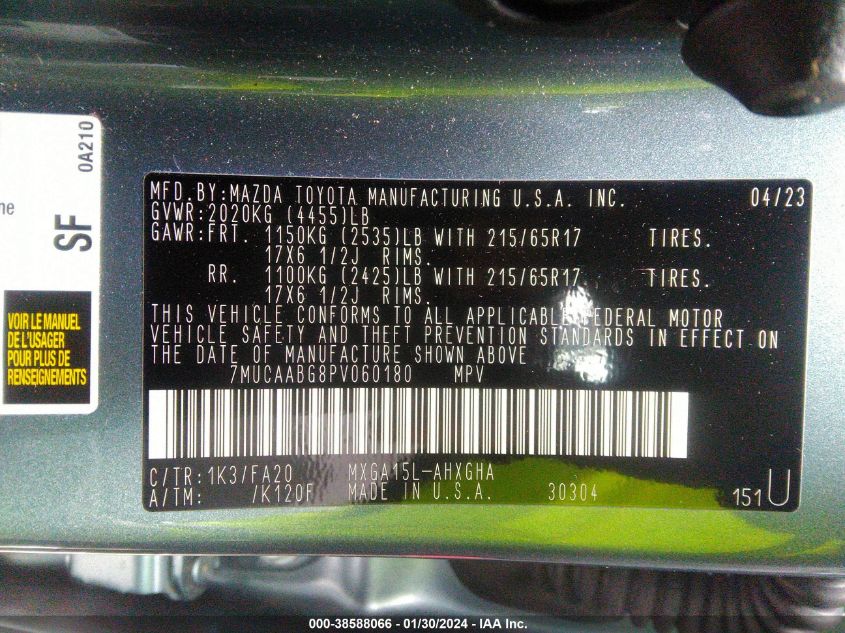 ne
SF
0A210
VOIR LE MANUEL
DE L'USAGER
POUR PLUS DE
RENSEIGNEMENTS
MFD.BY:MAZDA TOYOTA MANUFACTURING U.S.A. INC. 04/23
GVWR:2020KG (4455)LB
GAWR:FRT. 1150KG (2535)LB WITH 215/65R17 TIRES.
17X6 1/2J RIMS.
RR. 1100KG (2425)LB WITH 215/65R17 TIRES.
17X6 1/2J RIMS.
THIS VEHICLE CONFORMS TO ALL APPLICABLE FEDERAL MOTOR
VEHICLE SAFETY AND THEFT PREVENTION STANDARDS IN EFFECT ON
THE DATE OF MANUFACTURE SHOWN ABOVE
7MUCAABG8PV060180 MPV
C/TR:1K3/FA20 MXGA15L-AHXGHA
A/TM: /K120F MADE IN U.S.A. 30304 151U
000-38588066 - 01/30/2024 - IAA Inc.